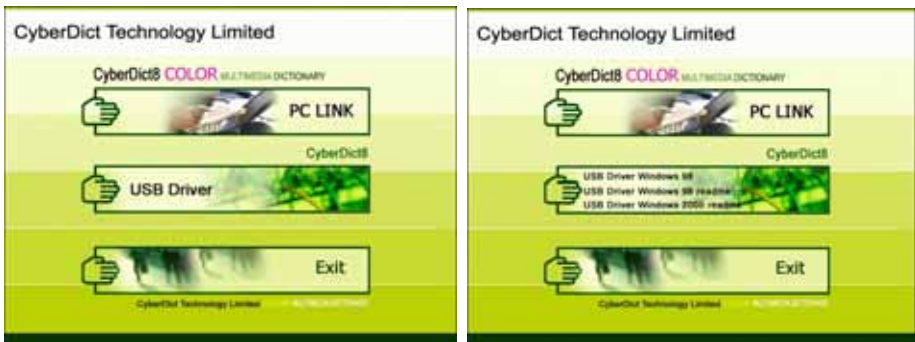 CyberDict Technology Limited
CyberDict8 COLOR MULTIMEDIA DICTIONARY
PC LINK
CyberDict8
USB Driver
Exit
CyberDict Technology Limited
CyberDict Technology Limited
CyberDict8 COLOR MULTIMEDIA DICTIONARY
PC LINK
CyberDict8
USB Driver Windows 98
USB Driver Windows 98 readme
USB Driver Windows 2000 readme
Exit
CyberDict Technology Limited